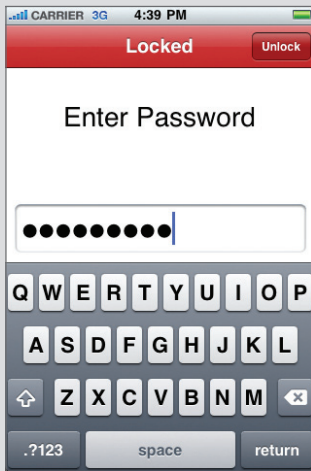 CARRIER 3G 4:39 PM
Locked Unlock
Enter Password
●●●●●●●●●
Q W E R T Y U I O P
A S D F G H J K L
Z X C V B N M
.?123 space return